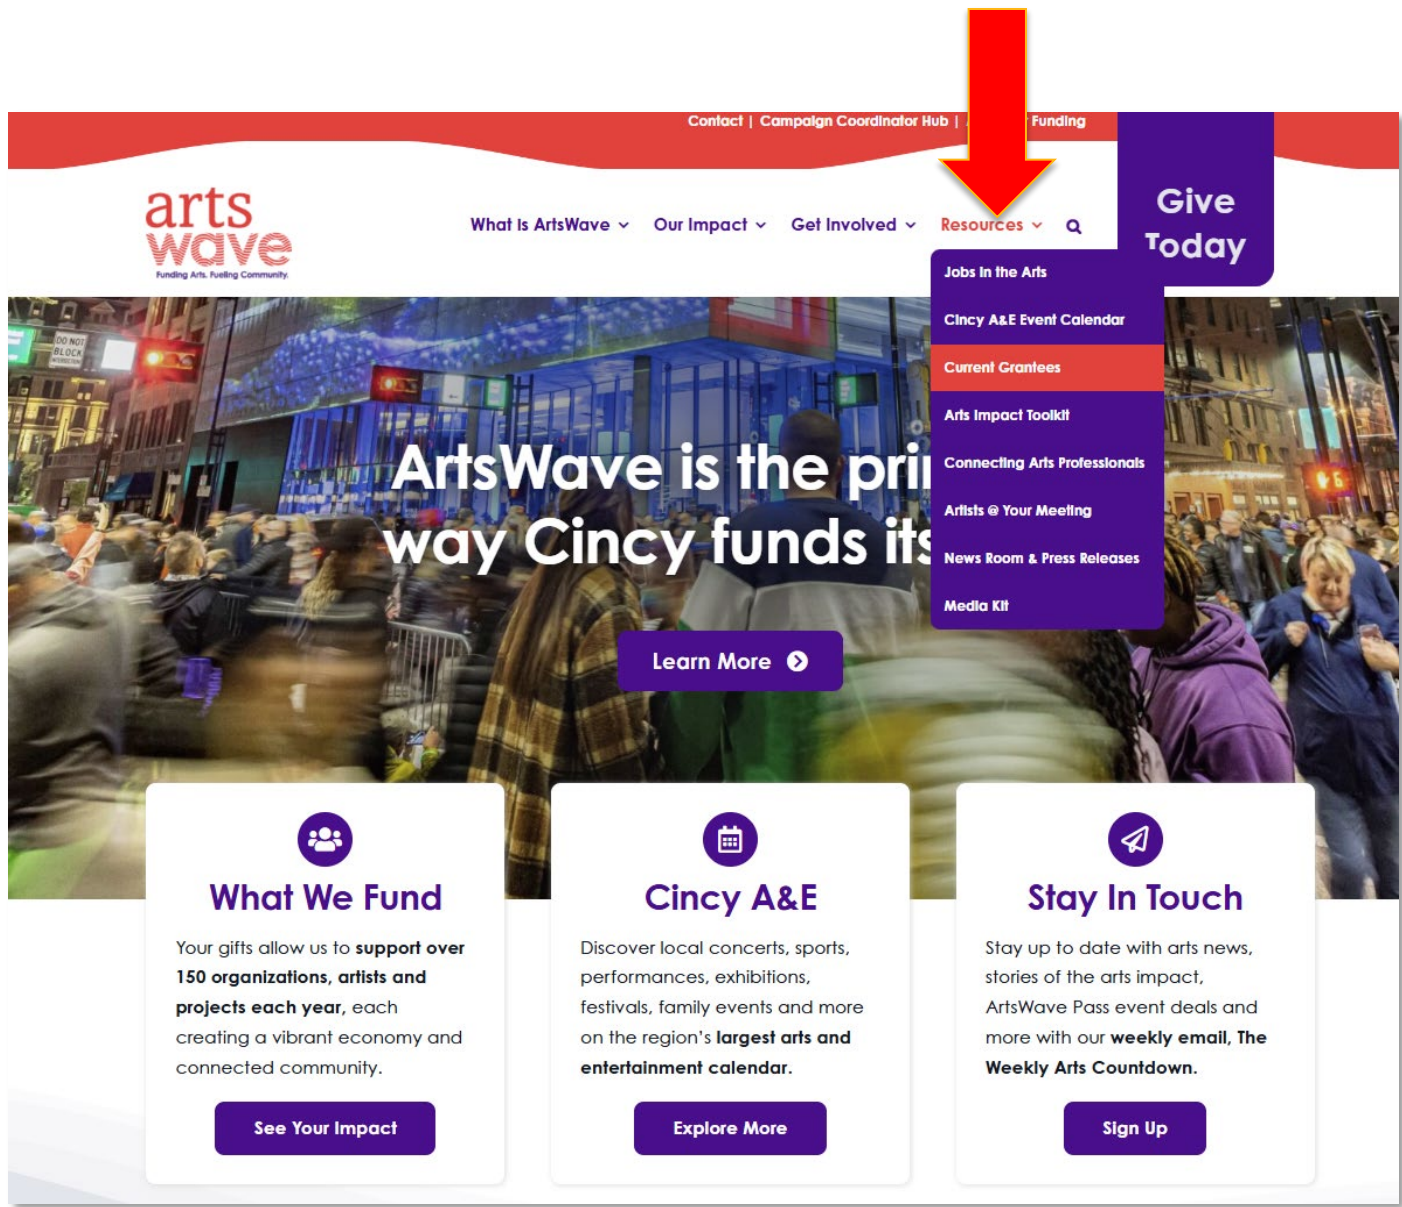 Contact | Campaign Coordinator Hub | Funding
arts
wave
Funding Arts. Fueling Community.
What is ArtsWave
Our Impact
Get Involved
Resources
Give
Today
Jobs in the Arts
Cincy A&E Event Calendar
Current Grantees
Arts Impact Toolkit
Connecting Arts Professionals
Artists @ Your Meeting
News Room & Press Releases
Media Kit
DO NOT
BLOCK
INTERSECTION
ArtsWave is the pri
way Cincy funds its
Learn More
What We Fund
Your gifts allow us to support over
150 organizations, artists and
projects each year, each
creating a vibrant economy and
connected community.
See Your Impact
Cincy A&E
Discover local concerts, sports,
performances, exhibitions,
festivals, family events and more
on the region's largest arts and
entertainment calendar.
Explore More
Stay In Touch
Stay up to date with arts news,
stories of the arts impact,
ArtsWave Pass event deals and
more with our weekly email, The
Weekly Arts Countdown.
Sign Up